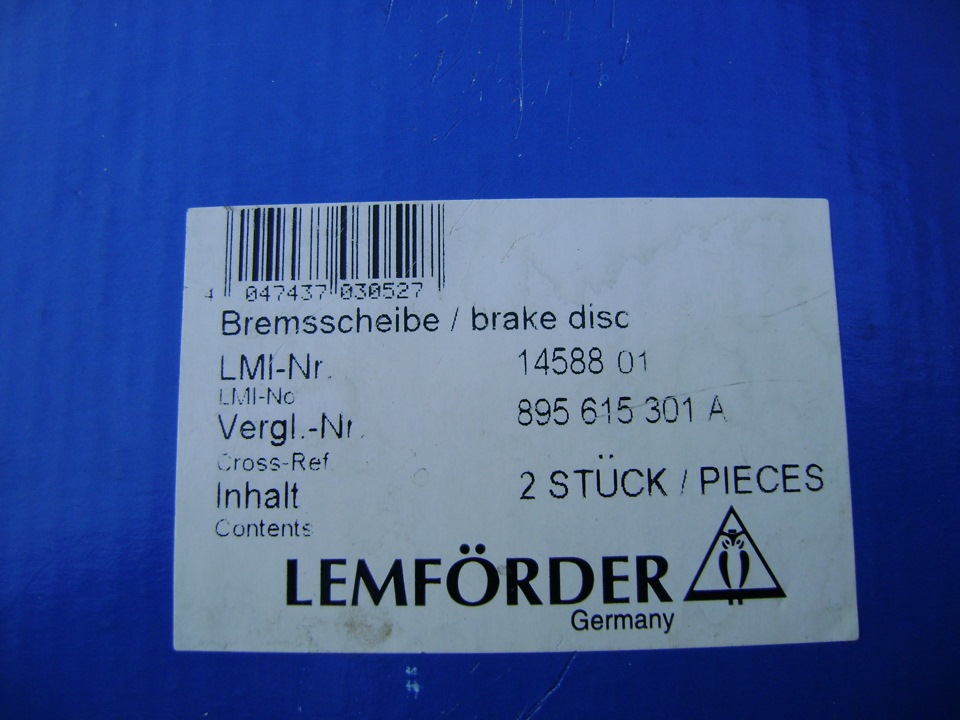 4 047437 030527
Bremsscheibe / brake disc
LMI-Nr. 14588 01
LMI-No
Vergl.-Nr. 895 615 301 A
Cross-Ref
Inhalt 2 STÜCK / PIECES
Contents
LEMFÖRDER
Germany